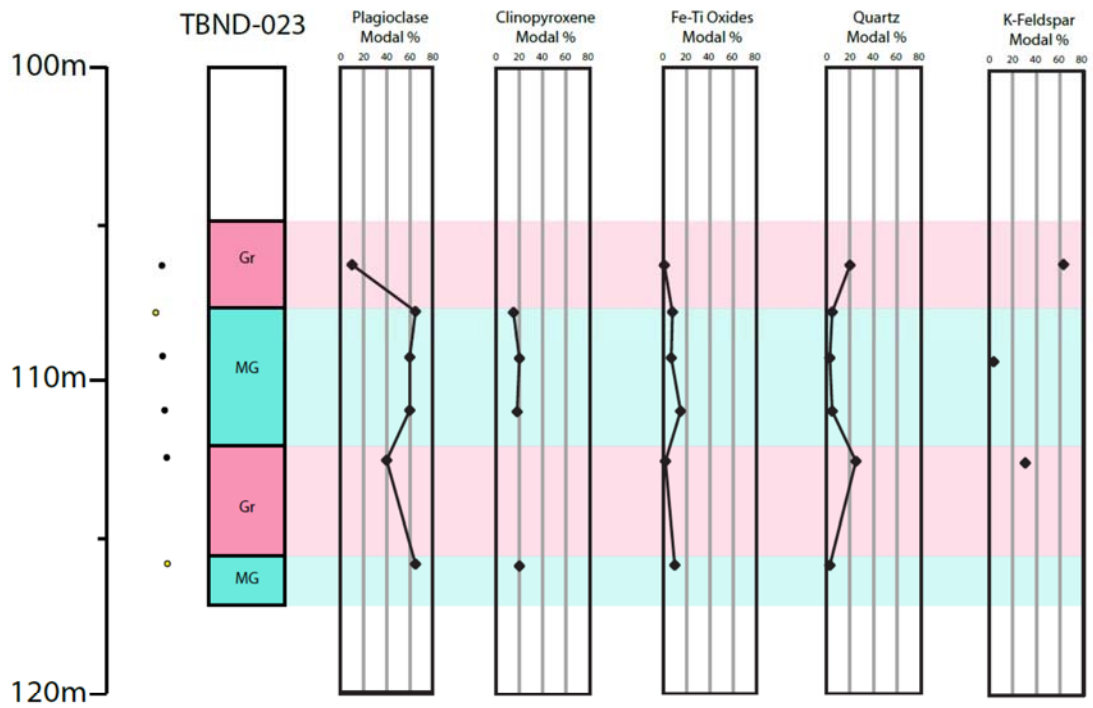 TBND-023
Plagioclase
Modal %
0 20 40 60 80
Clinopyroxene
Modal %
0 20 40 60 80
Fe-Ti Oxides
Modal %
0 20 40 60 80
Quartz
Modal %
0 20 40 60 80
K-Feldspar
Modal %
0 20 40 60 80
100m
Gr
MG
110m
Gr
MG
120m